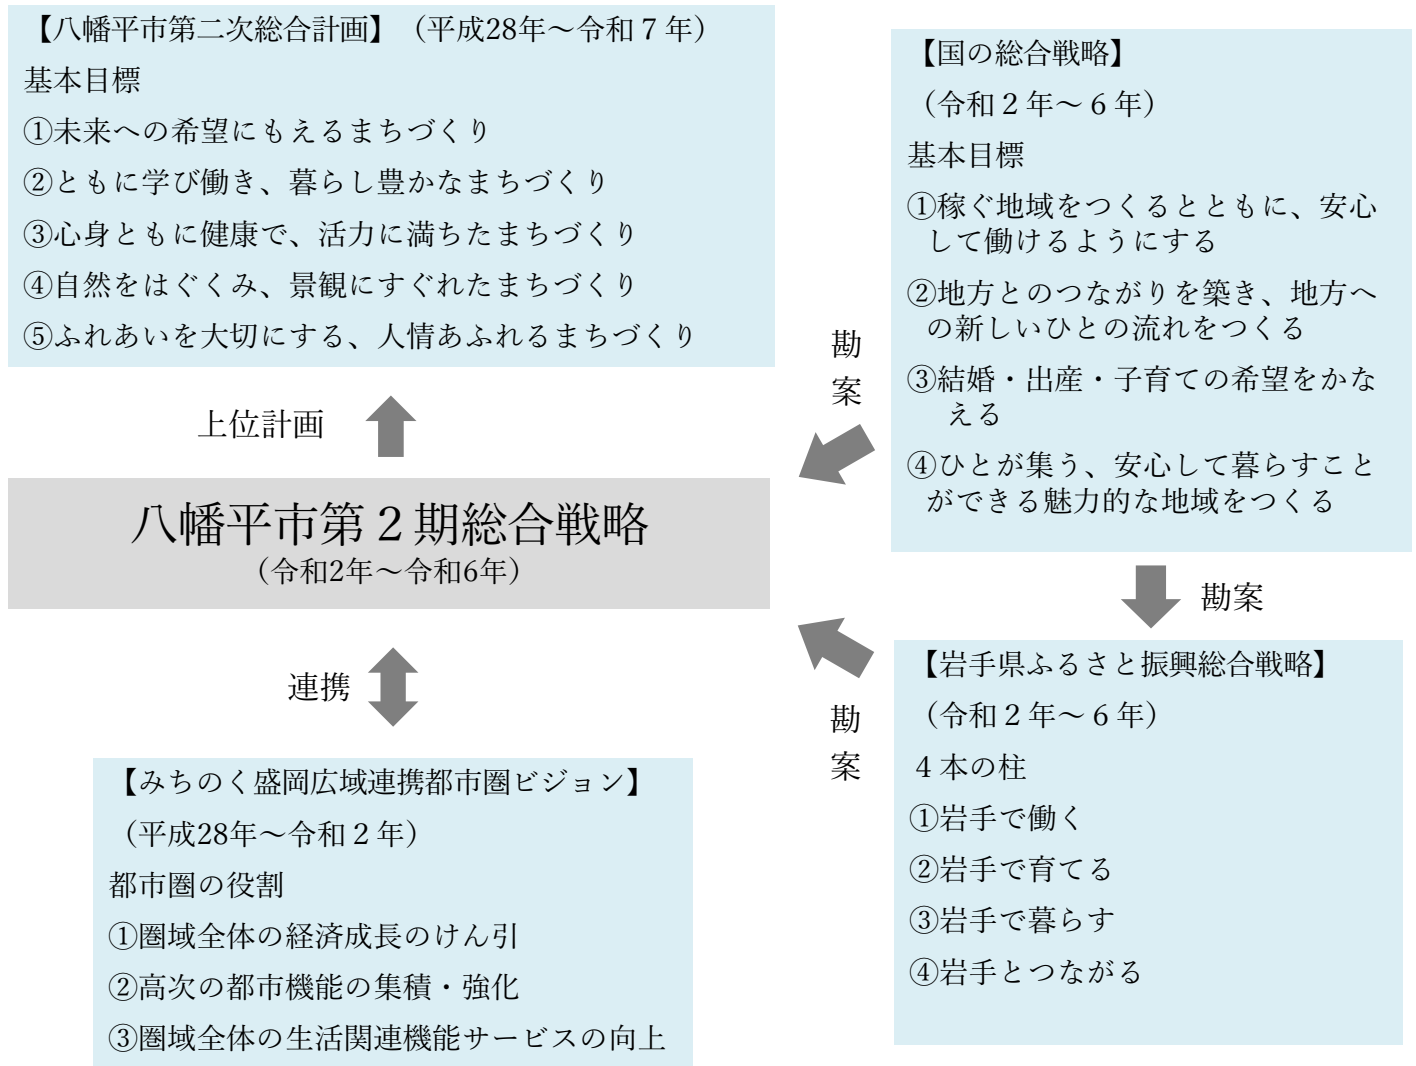 【八幡平市第二次総合計画】（平成28年～令和７年）
基本目標
①未来への希望にもえるまちづくり
②ともに学び働き、暮らし豊かなまちづくり
③心身ともに健康で、活力に満ちたまちづくり
④自然をはぐくみ、景観にすぐれたまちづくり
⑤ふれあいを大切にする、人情あふれるまちづくり
上位計画
八幡平市第２期総合戦略
（令和2年～令和6年）
連携
【みちのく盛岡広域連携都市圏ビジョン】
（平成28年～令和２年）
都市圏の役割
①圏域全体の経済成長のけん引
②高次の都市機能の集積・強化
③圏域全体の生活関連機能サービスの向上
勘案
【国の総合戦略】
（令和２年～６年）
基本目標
①稼ぐ地域をつくるとともに、安心
して働けるようにする
②地方とのつながりを築き、地方へ
の新しいひとの流れをつくる
③結婚・出産・子育ての希望をかな
える
④ひとが集う、安心して暮らすこと
ができる魅力的な地域をつくる
勘案
勘案
【岩手県ふるさと振興総合戦略】
（令和２年～６年）
４本の柱
①岩手で働く
②岩手で育てる
③岩手で暮らす
④岩手とつながる